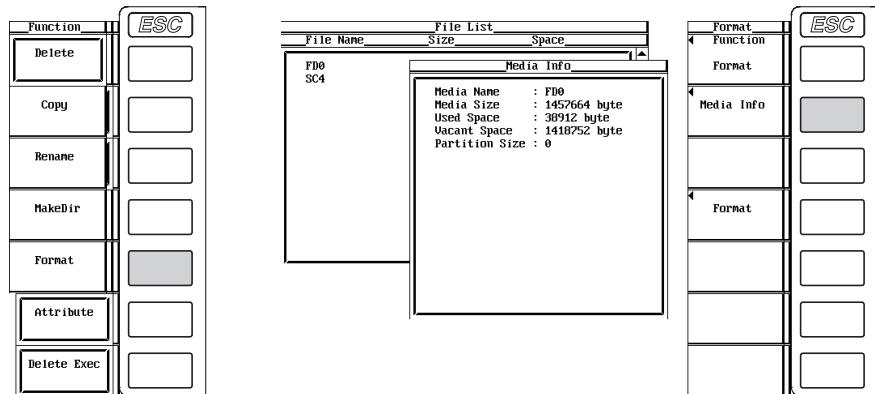 Function
ESC
Delete
Copy
Rename
MakeDir
Format
Attribute
Delete Exec
File List
File Name Size Space
FD0
SC4
Media Info
Media Name : FD0
Media Size : 1457664 byte
Used Space : 38912 byte
Vacant Space : 1418752 byte
Partition Size : 0
Format
ESC
Function
Format
Media Info
Format